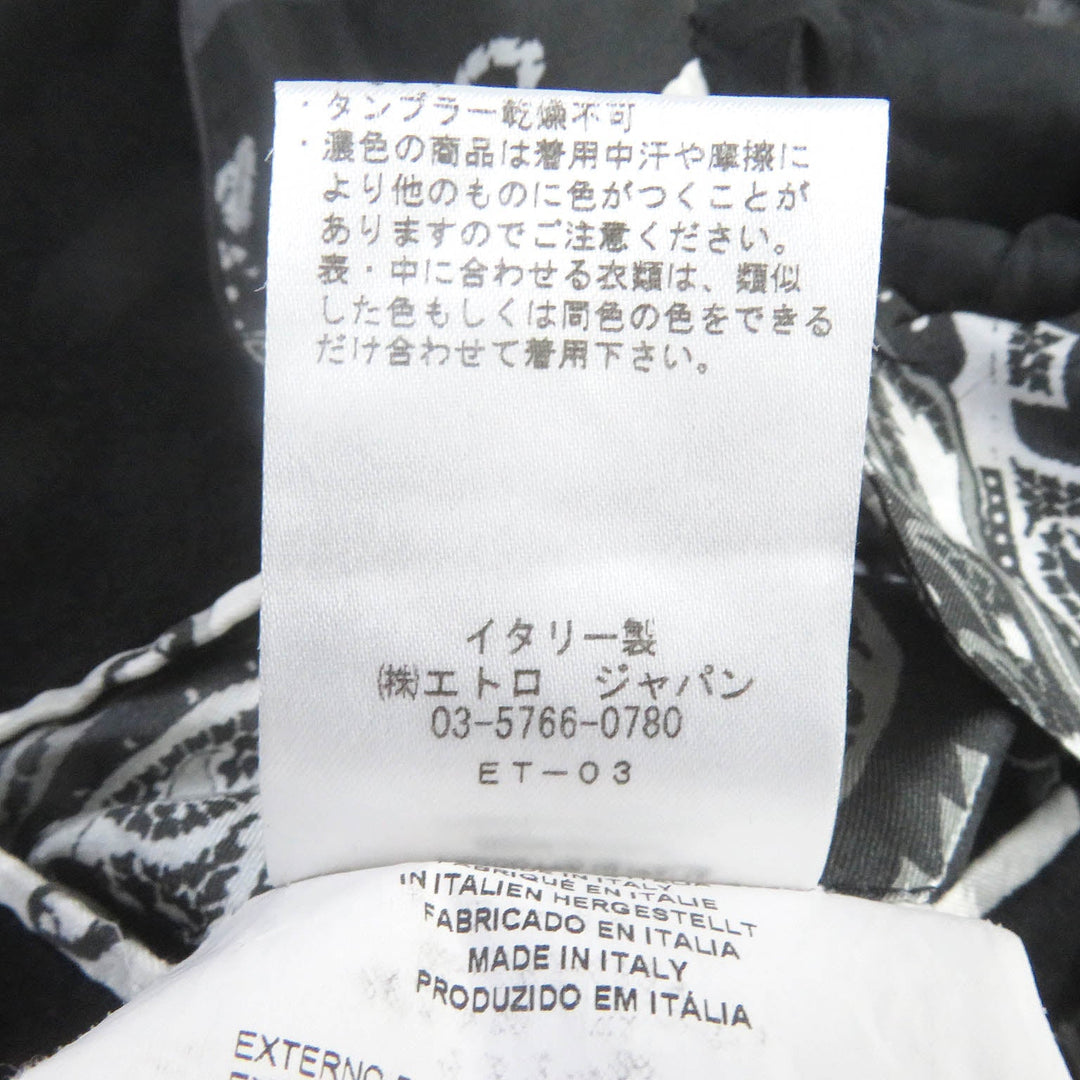 ・タンブラー乾燥不可
・濃色の商品は着用中汗や摩擦に
より他のものに色がつくことが
ありますのでご注意ください。
表・中に合わせる衣類は、類似
した色もしくは同色の色をできる
だけ合わせて着用下さい。
イタリー製
㈱エトロ ジャパン
03-5766-0780
ET-03
IN ITALY
FABRIQUÉ EN ITALIE
IN ITALIEN HERGESTELLT
FABRICADO EN ITALIA
MADE IN ITALY
PRODUZIDO EM ITÁLIA
EXTERNO